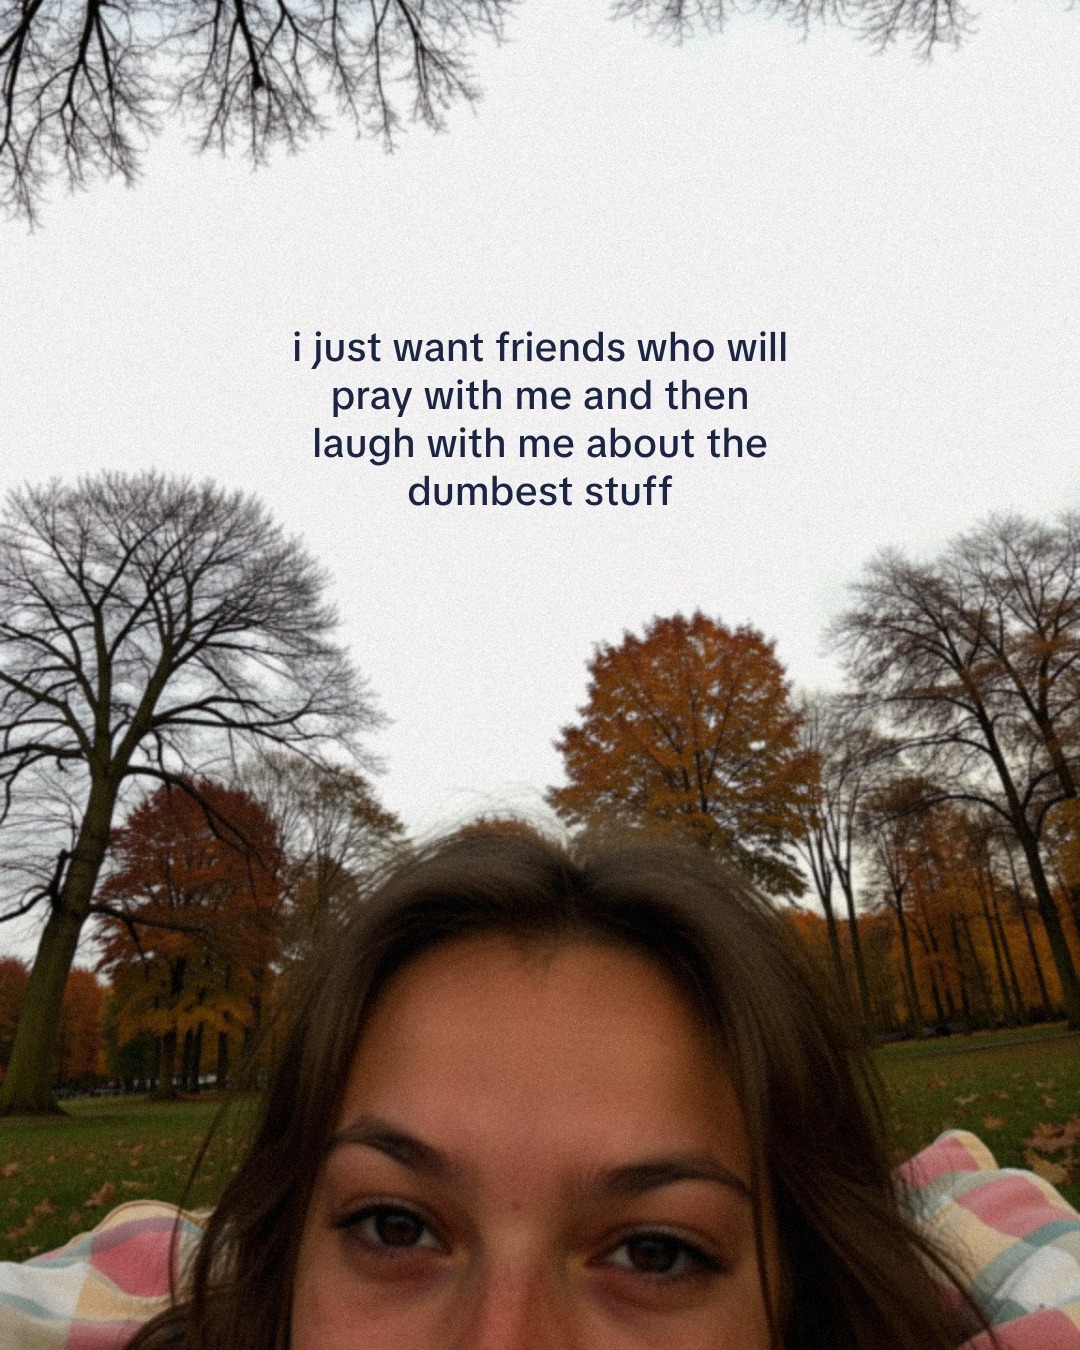 i just want friends who will
pray with me and then
laugh with me about the
dumbest stuff